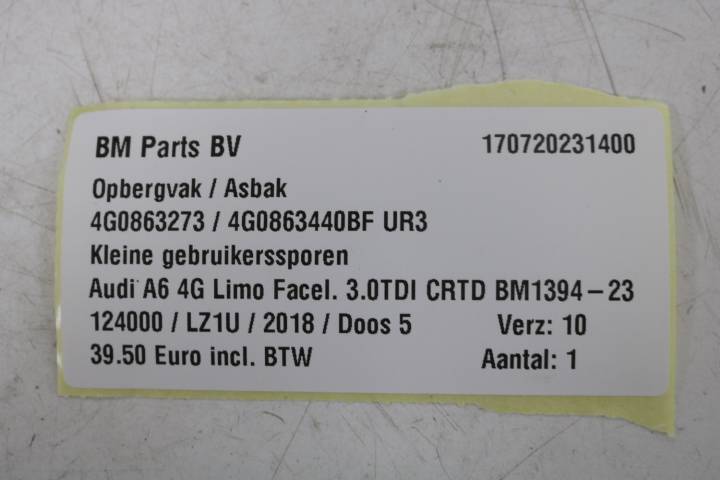 BM Parts BV 170720231400
Opbergvak / Asbak
4G0863273 / 4G0863440BF UR3
Kleine gebruikerssporen
Audi A6 4G Limo Facel. 3.0TDI CRTD BM1394-23
124000 / LZ1U / 2018 / Doos 5 Verz: 10
39.50 Euro incl. BTW Aantal: 1